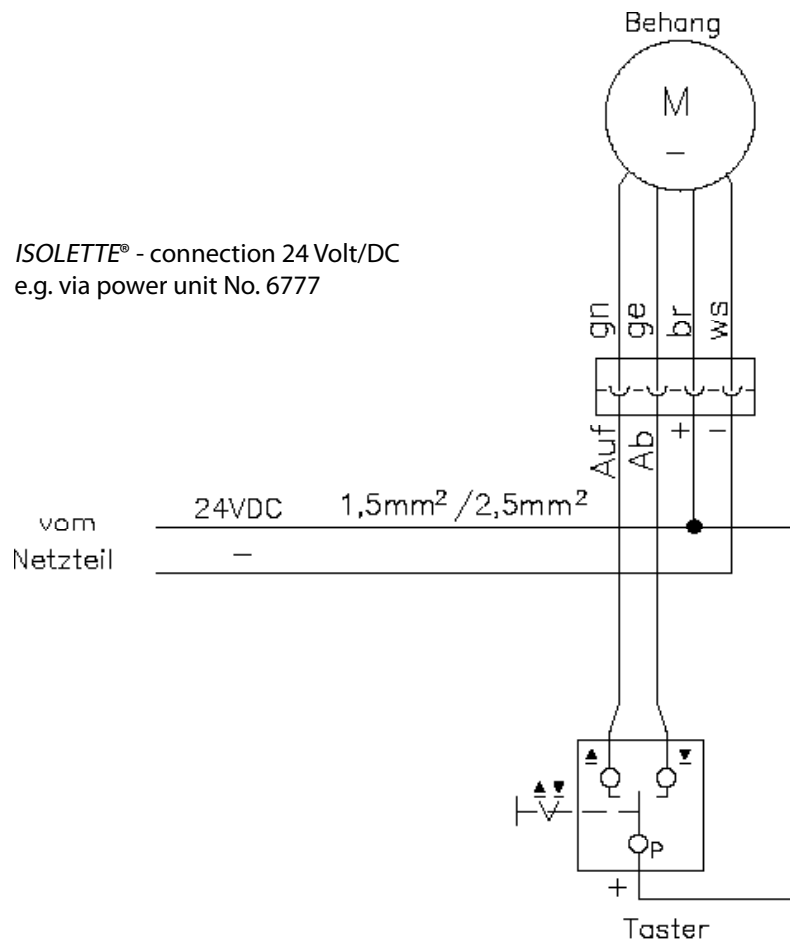 Behang
M
–
ISOLETTE® - connection 24 Volt/DC
e.g. via power unit No. 6777
gn
ge
br
ws
Auf
Ab
+
–
vom
Netzteil
24VDC
1,5mm² /2,5mm²
–
P
+
Taster